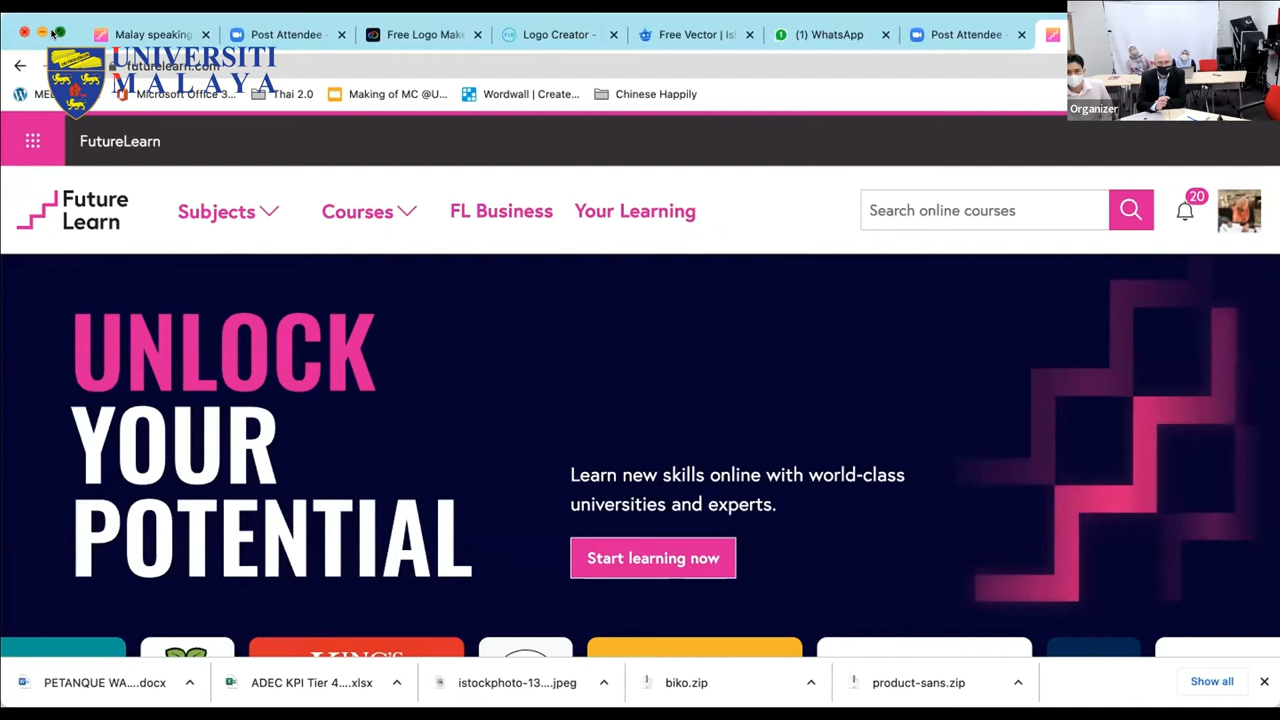 Malay speaking
Post Attendee -
Free Logo Make
Logo Creator -
Free Vector | Isl
(1) WhatsApp
Post Attendee -
UNIVERSITI
MALAYA
futurelearn.com
Microsoft Office 3...
Thai 2.0
Making of MC @U...
Wordwall | Create...
Chinese Happily
Organizer
FutureLearn
Future
Learn
Subjects
Courses
FL Business
Your Learning
Search online courses
20
UNLOCK
YOUR
POTENTIAL
Learn new skills online with world-class
universities and experts.
Start learning now
KING'S
PETANQUE WA....docx
ADEC KPI Tier 4....xlsx
istockphoto-13....jpeg
biko.zip
product-sans.zip
Show all